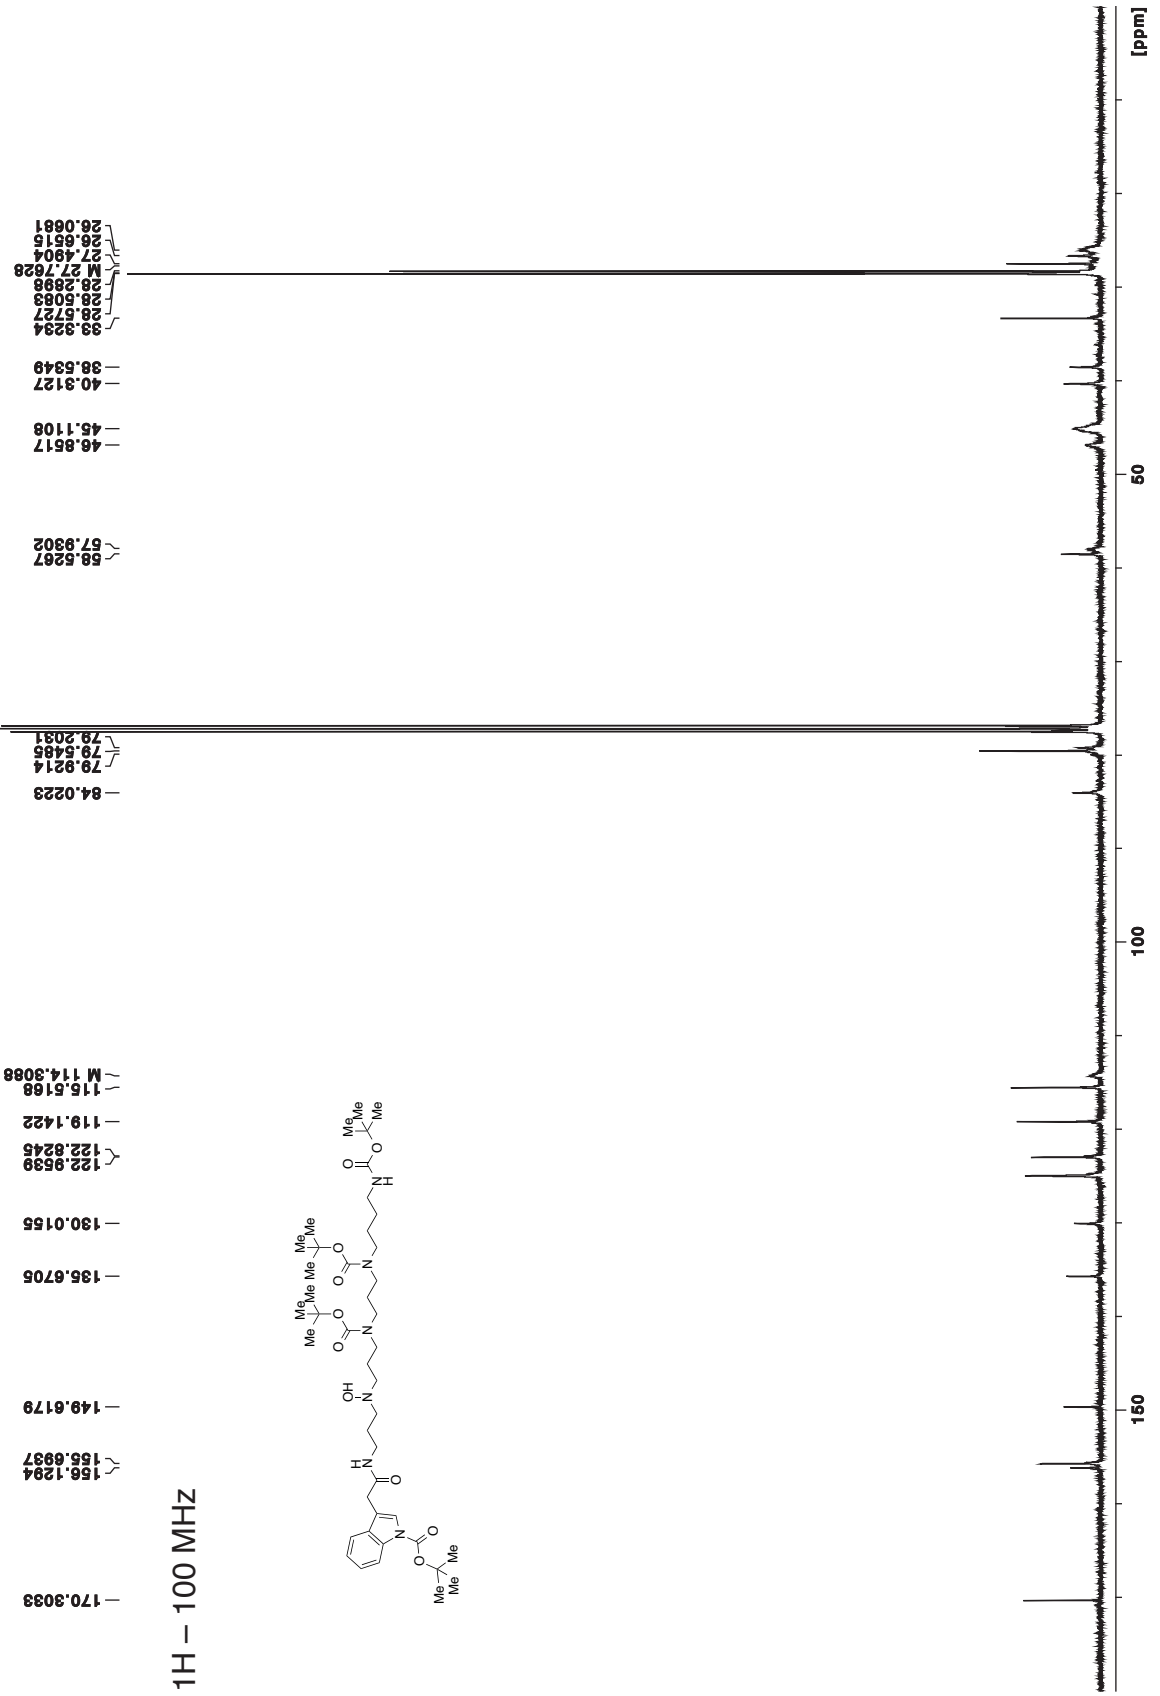 170.3033
156.1294
155.6937
149.6179
135.6705
130.0155
122.9539
122.8245
119.1422
115.5168
M 114.3088
84.0223
79.9214
79.5485
79.2031
58.5267
57.9302
46.8517
45.1108
40.3127
38.5349
33.3234
28.5727
28.5083
28.2898
M 27.7628
27.4904
26.6515
26.0681
1H – 100 MHz
Me
Me
Me
O
O
N
O
N
H
OH
N
N
O
O
Me
Me
Me
N
O
O
Me
Me
Me
N
H
O
O
Me
Me
Me
150
100
50
[ppm]